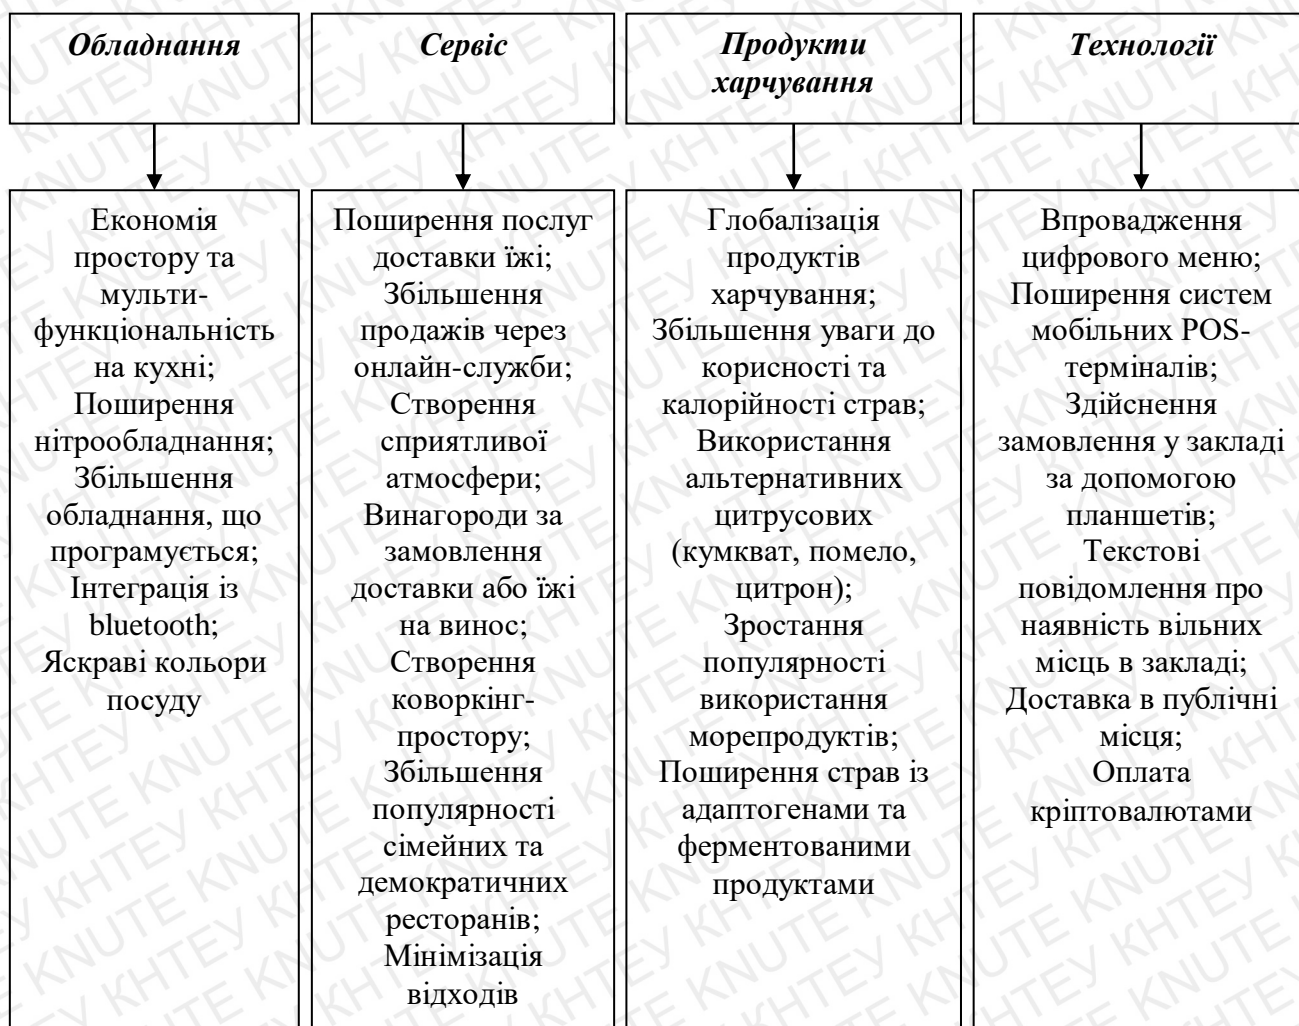 Обладнання
Сервіс
Продукти
харчування
Технології
Економія
простору та
мульти-
функціональність
на кухні;
Поширення
нітрообладнання;
Збільшення
обладнання, що
програмується;
Інтеграція із
bluetooth;
Яскраві кольори
посуду
Поширення послуг
доставки їжі;
Збільшення
продажів через
онлайн-служби;
Створення
сприятливої
атмосфери;
Винагороди за
замовлення
доставки або їжі
на винос;
Створення
коворкінг-
простору;
Збільшення
популярності
сімейних та
демократичних
ресторанів;
Мінімізація
відходів
Глобалізація
продуктів
харчування;
Збільшення уваги до
корисності та
калорійності страв;
Використання
альтернативних
цитрусових
(кумкват, помело,
цитрон);
Зростання
популярності
використання
морепродуктів;
Поширення страв із
адаптогенами та
ферментованими
продуктами
Впровадження
цифрового меню;
Поширення систем
мобільних POS-
терміналів;
Здійснення
замовлення у закладі
за допомогою
планшетів;
Текстові
повідомлення про
наявність вільних
місць в закладі;
Доставка в публічні
місця;
Оплата
кріптовалютами